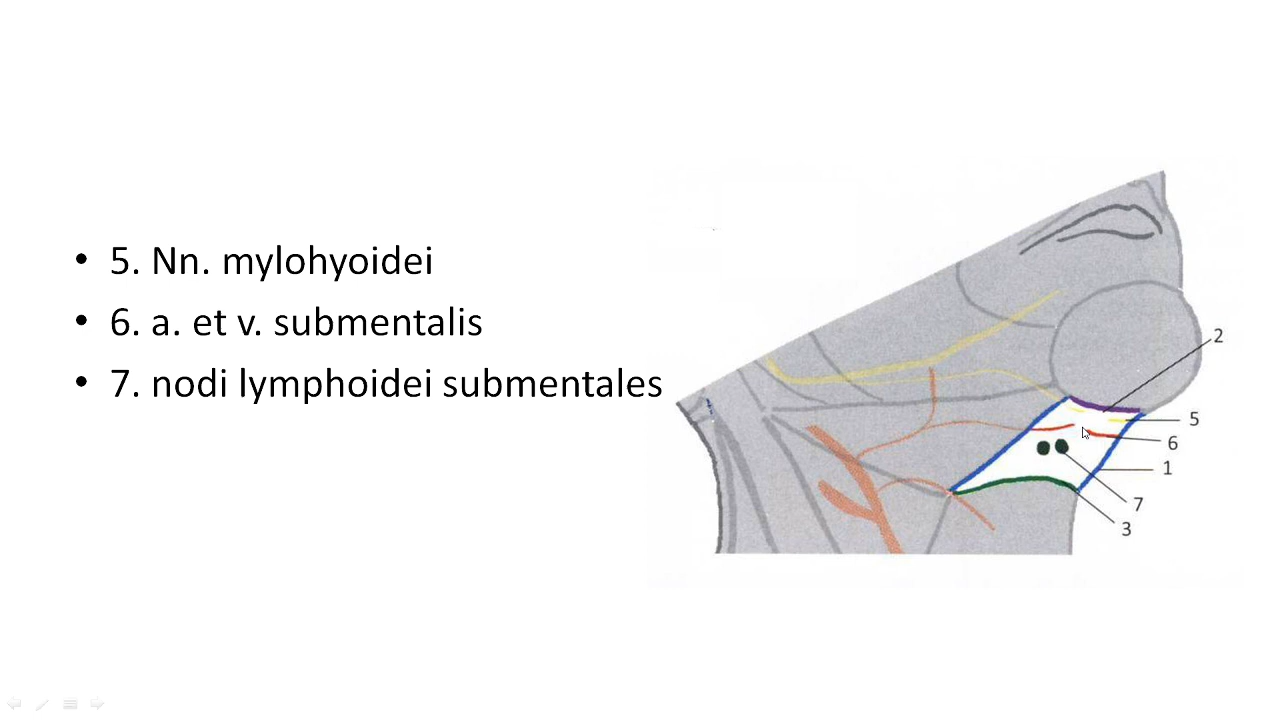 • 5. Nn. mylohyoidei
• 6. a. et v. submentalis
• 7. nodi lymphoidei submentales
2
5
6
1
7
3